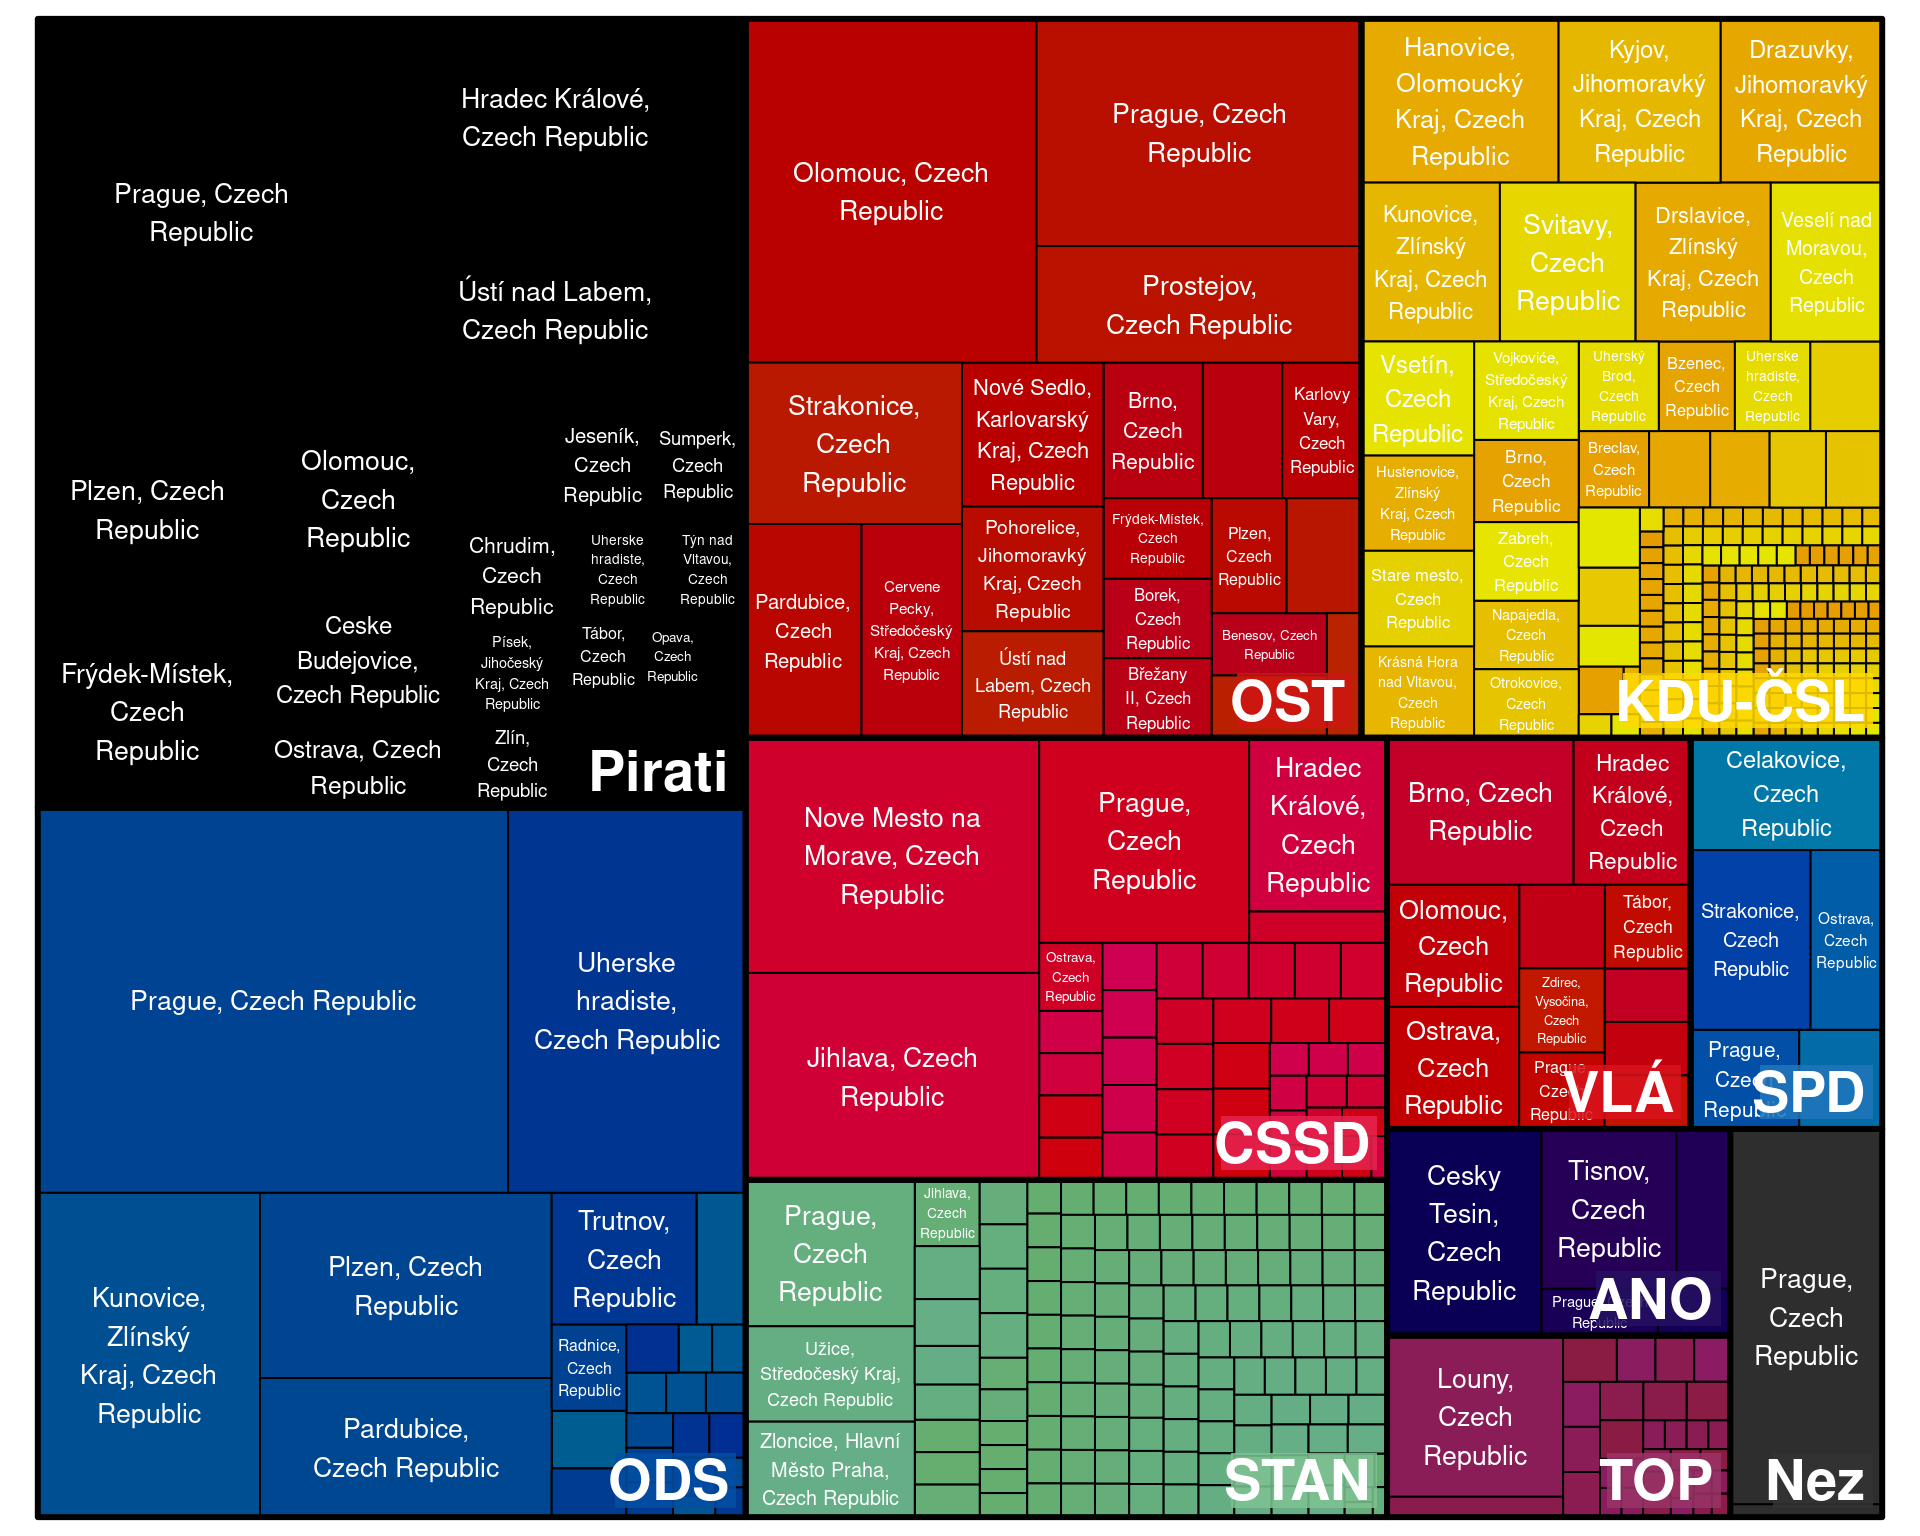 Prague, Czech
Republic
Hradec Králové,
Czech Republic
Ústí nad Labem,
Czech Republic
Plzen, Czech
Republic
Frýdek-Místek,
Czech
Republic
Olomouc,
Czech
Republic
Ceske
Budejovice,
Czech Republic
Ostrava, Czech
Republic
Jeseník,
Czech
Republic
Sumperk,
Czech
Republic
Chrudim,
Czech
Republic
Uherske
hradiste,
Czech
Republic
Týn nad
Vltavou,
Czech
Republic
Písek,
Jihočeský
Kraj, Czech
Republic
Tábor,
Czech
Republic
Opava,
Czech
Republic
Zlín,
Czech
Republic
Pirati
Olomouc, Czech
Republic
Prague, Czech
Republic
Prostejov,
Czech Republic
Strakonice,
Czech
Republic
Nové Sedlo,
Karlovarský
Kraj, Czech
Republic
Brno,
Czech
Republic
Karlovy
Vary,
Czech
Republic
Pardubice,
Czech
Republic
Cervene
Pecky,
Středočeský
Kraj, Czech
Republic
Pohorelice,
Jihomoravký
Kraj, Czech
Republic
Ústí nad
Labem, Czech
Republic
Frýdek-Místek,
Czech
Republic
Borek,
Czech
Republic
Břežany
II, Czech
Republic
Plzen,
Czech
Republic
Benesov, Czech
Republic
OST
Hanovice,
Olomoucký
Kraj, Czech
Republic
Kyjov,
Jihomoravký
Kraj, Czech
Republic
Drazuvky,
Jihomoravký
Kraj, Czech
Republic
Kunovice,
Zlínský
Kraj, Czech
Republic
Svitavy,
Czech
Republic
Drslavice,
Zlínský
Kraj, Czech
Republic
Veselí nad
Moravou,
Czech
Republic
Vsetín,
Czech
Republic
Vojkoviće,
Středočeský
Kraj, Czech
Republic
Uherský
Brod,
Czech
Republic
Bzenec,
Czech
Republic
Uherske
hradiste,
Czech
Republic
Hustenovice,
Zlínský
Kraj, Czech
Republic
Brno,
Czech
Republic
Breclav,
Czech
Republic
Stare mesto,
Czech
Republic
Zabreh,
Czech
Republic
Napajedla,
Czech
Republic
Krásná Hora
nad Vltavou,
Czech
Republic
Otrokovice,
Czech
Republic
KDU-ČSL
Prague, Czech Republic
Uherske
hradiste,
Czech Republic
Kunovice,
Zlínský
Kraj, Czech
Republic
Plzen, Czech
Republic
Pardubice,
Czech Republic
Trutnov,
Czech
Republic
Radnice,
Czech
Republic
ODS
Nove Mesto na
Morave, Czech
Republic
Jihlava, Czech
Republic
Prague,
Czech
Republic
Hradec
Králové,
Czech
Republic
Ostrava,
Czech
Republic
CSSD
Brno, Czech
Republic
Hradec
Králové,
Czech
Republic
Olomouc,
Czech
Republic
Tábor,
Czech
Republic
Zdirec,
Vysočina,
Czech
Republic
Ostrava,
Czech
Republic
Prague,
Czech
Republic
VLÁ
Celakovice,
Czech
Republic
Strakonice,
Czech
Republic
Ostrava,
Czech
Republic
Prague,
Czech
Republic
SPD
Prague,
Czech
Republic
Jihlava,
Czech
Republic
Užice,
Středočeský Kraj,
Czech Republic
Zloncice, Hlavní
Město Praha,
Czech Republic
STAN
Cesky
Tesin,
Czech
Republic
Tisnov,
Czech
Republic
Prague,
Republic
ANO
Louny,
Czech
Republic
TOP
Prague,
Czech
Republic
Nez